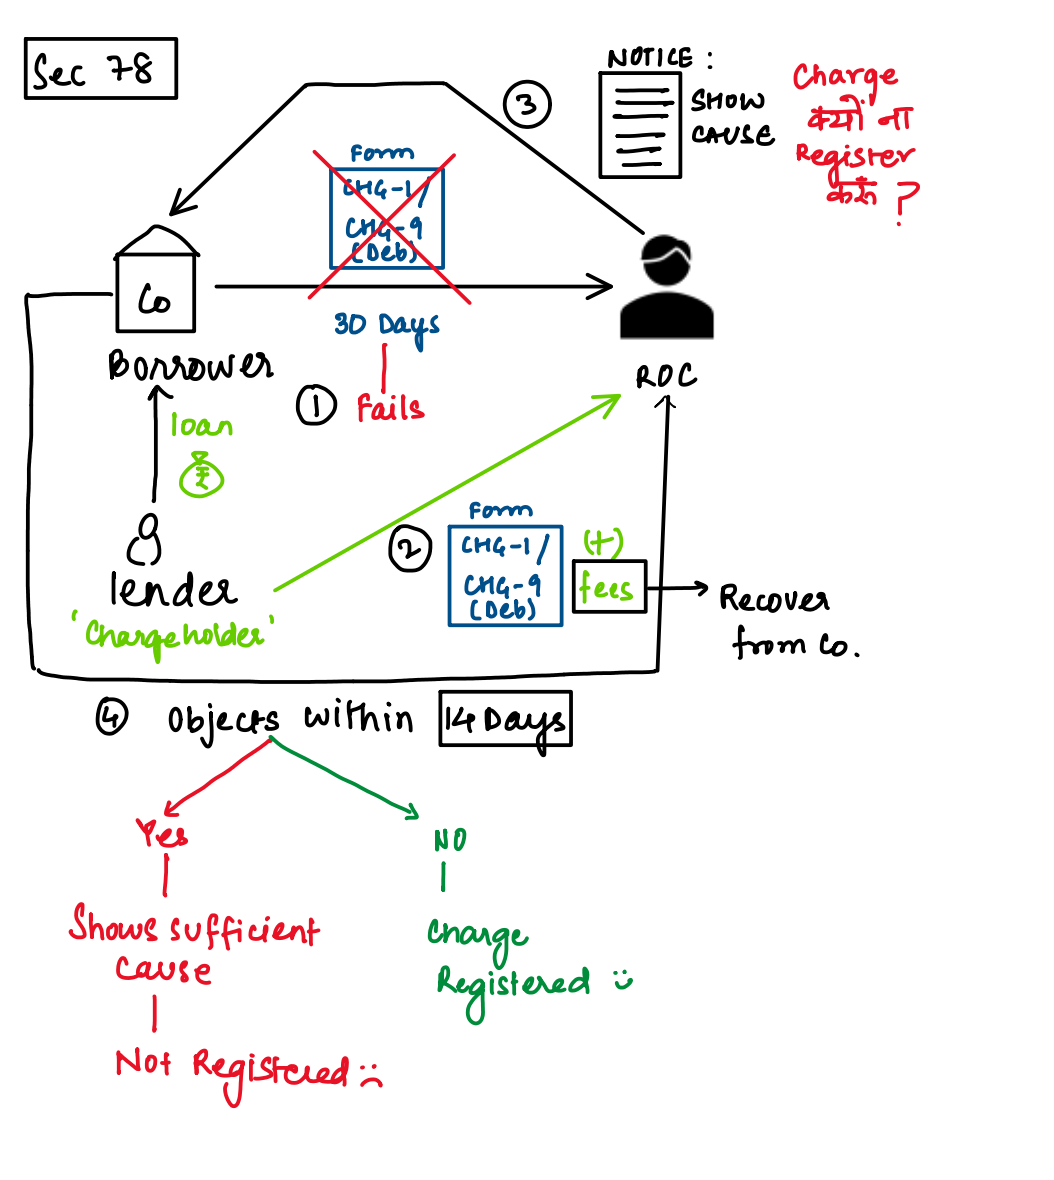 Sec 78
NOTICE :
SHOW
CAUSE
Charge
क्यों ना
Register
करें ?
3
Form
CHG-1/
CHG-9
(Deb)
Co
30 Days
Borrower
ROC
1
Fails
loan
₹
Form
2
CHG-1/
(+)
CHG-9
(Deb)
fees
lender
'Chargeholder'
Recover
from Co.
4 Objects within 14 Days
Yes
NO
Shows sufficient
Cause
Charge
Registered
Not Registered